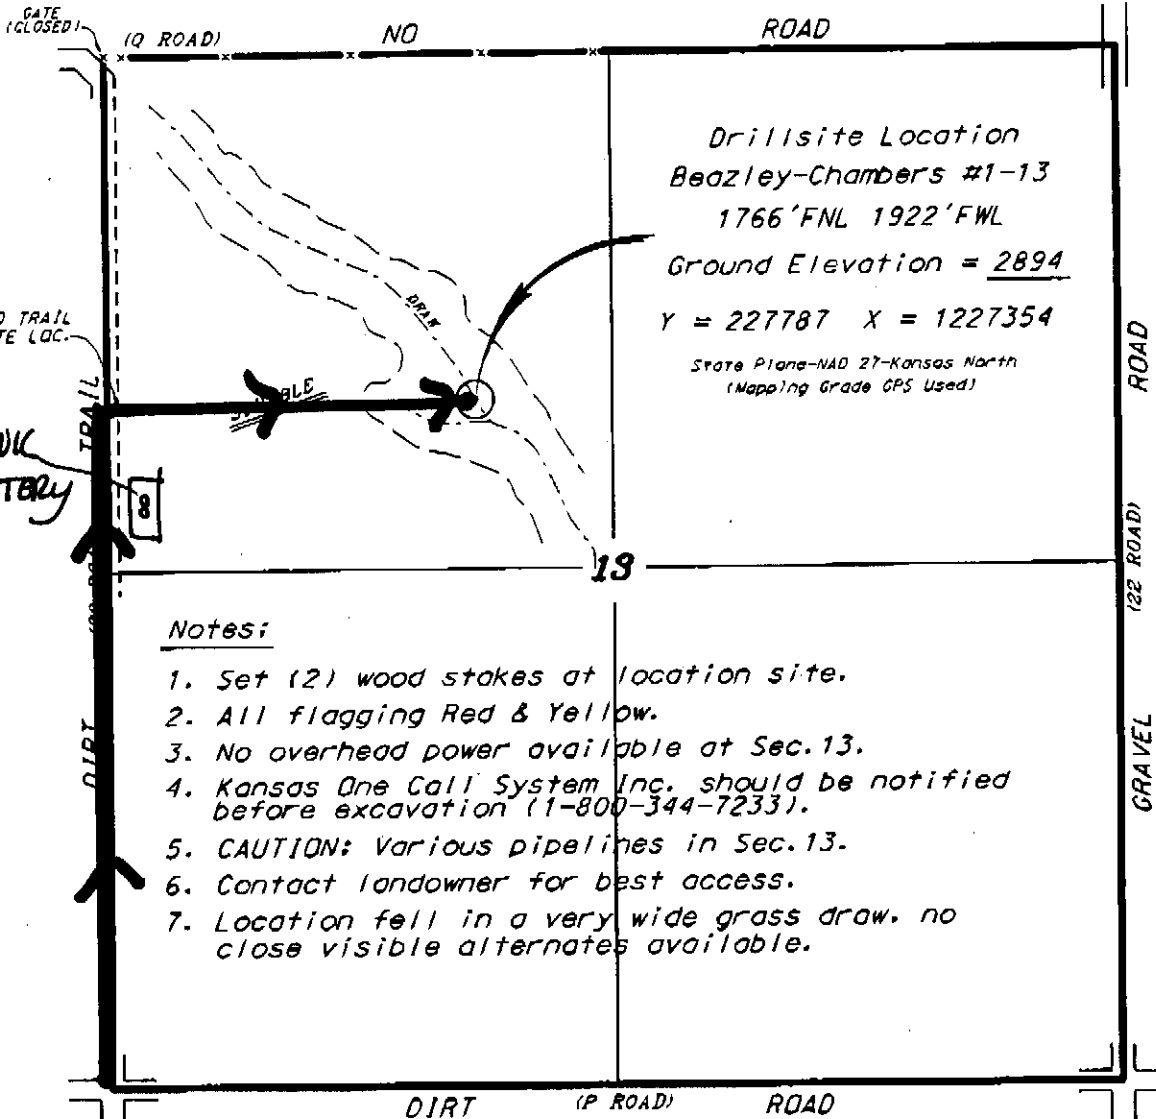 GATE
(CLOSED)
(Q ROAD) NO ROAD
Drillsite Location
Beazley-Chambers #1-13
1766'FNL 1922'FWL
Ground Elevation = 2894
Y = 227787 X = 1227354
State Plane-NAD 27-Kansas North
(Mapping Grade GPS Used)
DRAW
TRAIL
LOC.
TRAIL
8
13
ROAD
(22 ROAD)
GRAVEL
DIRT
Notes:
1. Set (2) wood stakes at location site.
2. All flagging Red & Yellow.
3. No overhead power available at Sec.13.
4. Kansas One Call System Inc. should be notified
before excavation (1-800-344-7233).
5. CAUTION: Various pipelines in Sec.13.
6. Contact landowner for best access.
7. Location fell in a very wide grass draw. no
close visible alternates available.
DIRT (P ROAD) ROAD